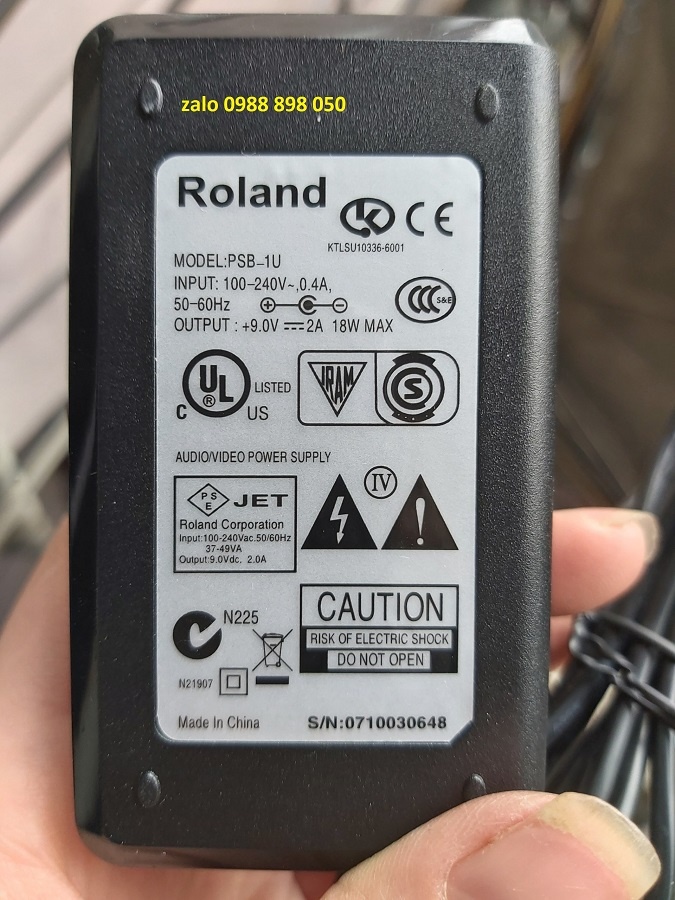 zalo 0988 898 050
Roland
K CE
KTLSU10336-6001
MODEL:PSB-1U
INPUT: 100-240V~,0.4A,
50-60Hz
CCC S&E
OUTPUT : +9.0V 2A 18W MAX
C UL ® LISTED US
IRAM S
AUDIO/VIDEO POWER SUPPLY
IV
PSE JET
Roland Corporation
Input:100-240Vac.50/60Hz
37-49VA
Output:9.0Vdc. 2.0A
CAUTION
RISK OF ELECTRIC SHOCK
DO NOT OPEN
N225
N21907
Made In China
S/N:0710030648